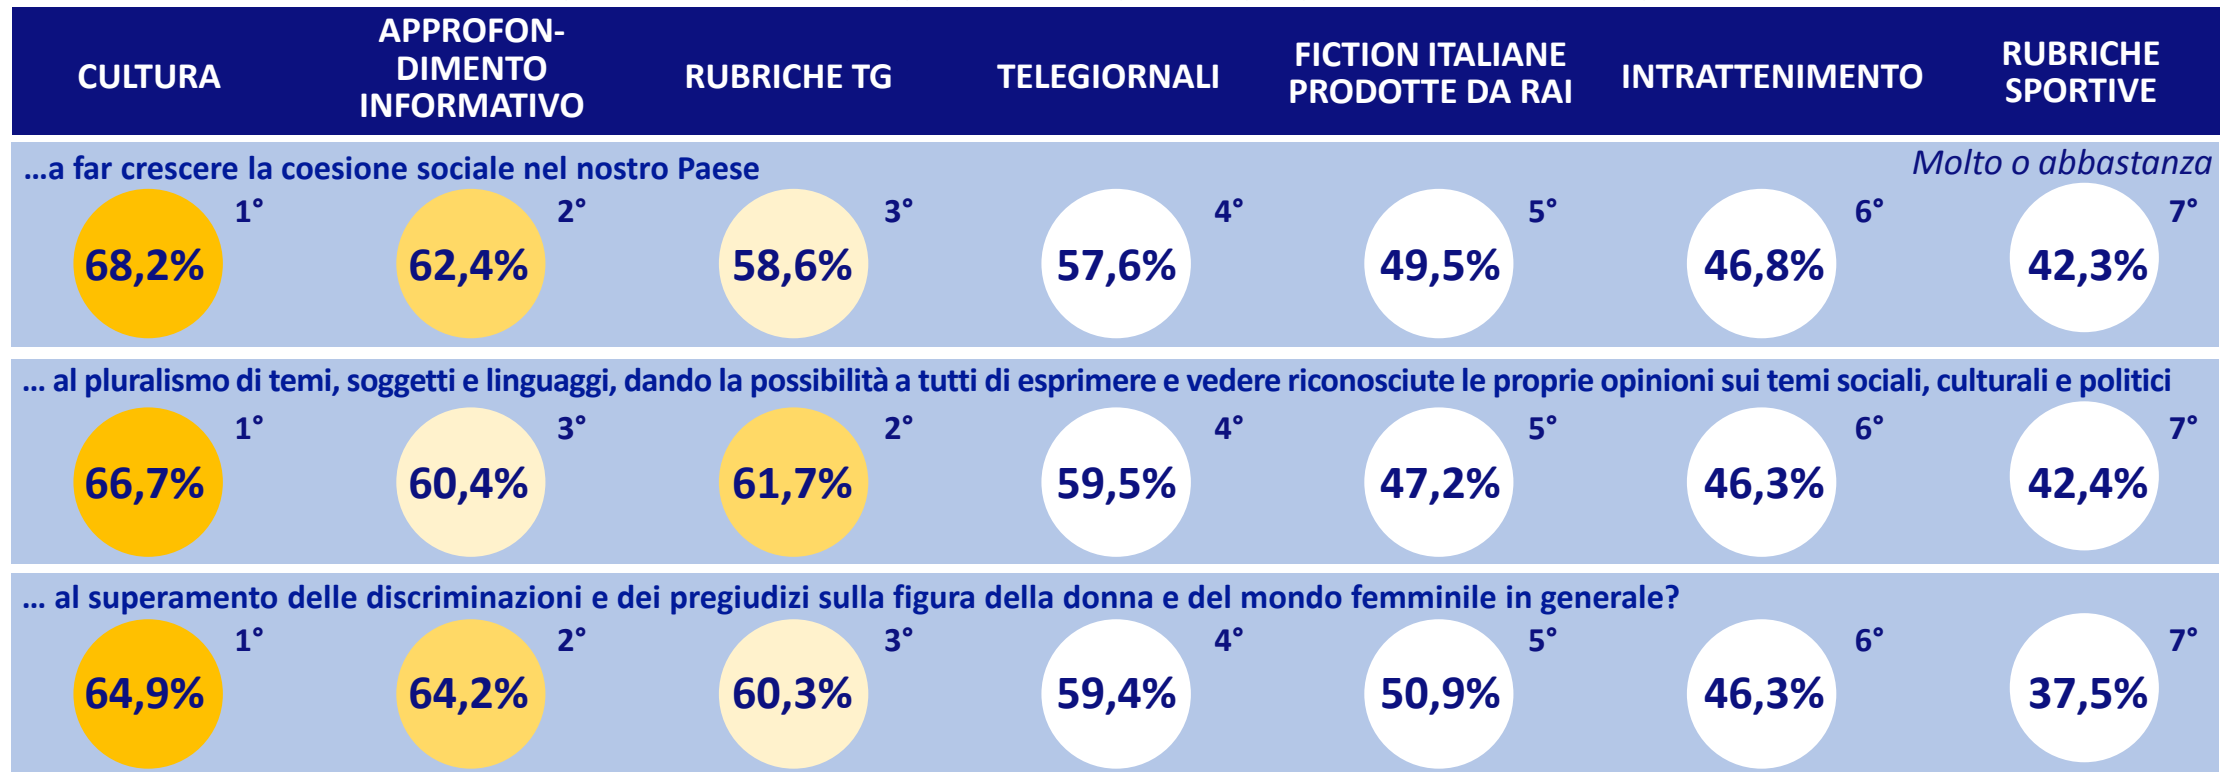 CULTURA
APPROFON-
DIMENTO
INFORMATIVO
RUBRICHE TG
TELEGIORNALI
FICTION ITALIANE
PRODOTTE DA RAI
INTRATTENIMENTO
RUBRICHE
SPORTIVE
...a far crescere la coesione sociale nel nostro Paese
Molto o abbastanza
1° 2° 3° 4° 5° 6° 7°
68,2% 62,4% 58,6% 57,6% 49,5% 46,8% 42,3%
... al pluralismo di temi, soggetti e linguaggi, dando la possibilità a tutti di esprimere e vedere riconosciute le proprie opinioni sui temi sociali, culturali e politici
1° 3° 2° 4° 5° 6° 7°
66,7% 60,4% 61,7% 59,5% 47,2% 46,3% 42,4%
... al superamento delle discriminazioni e dei pregiudizi sulla figura della donna e del mondo femminile in generale?
1° 2° 3° 4° 5° 6° 7°
64,9% 64,2% 60,3% 59,4% 50,9% 46,3% 37,5%